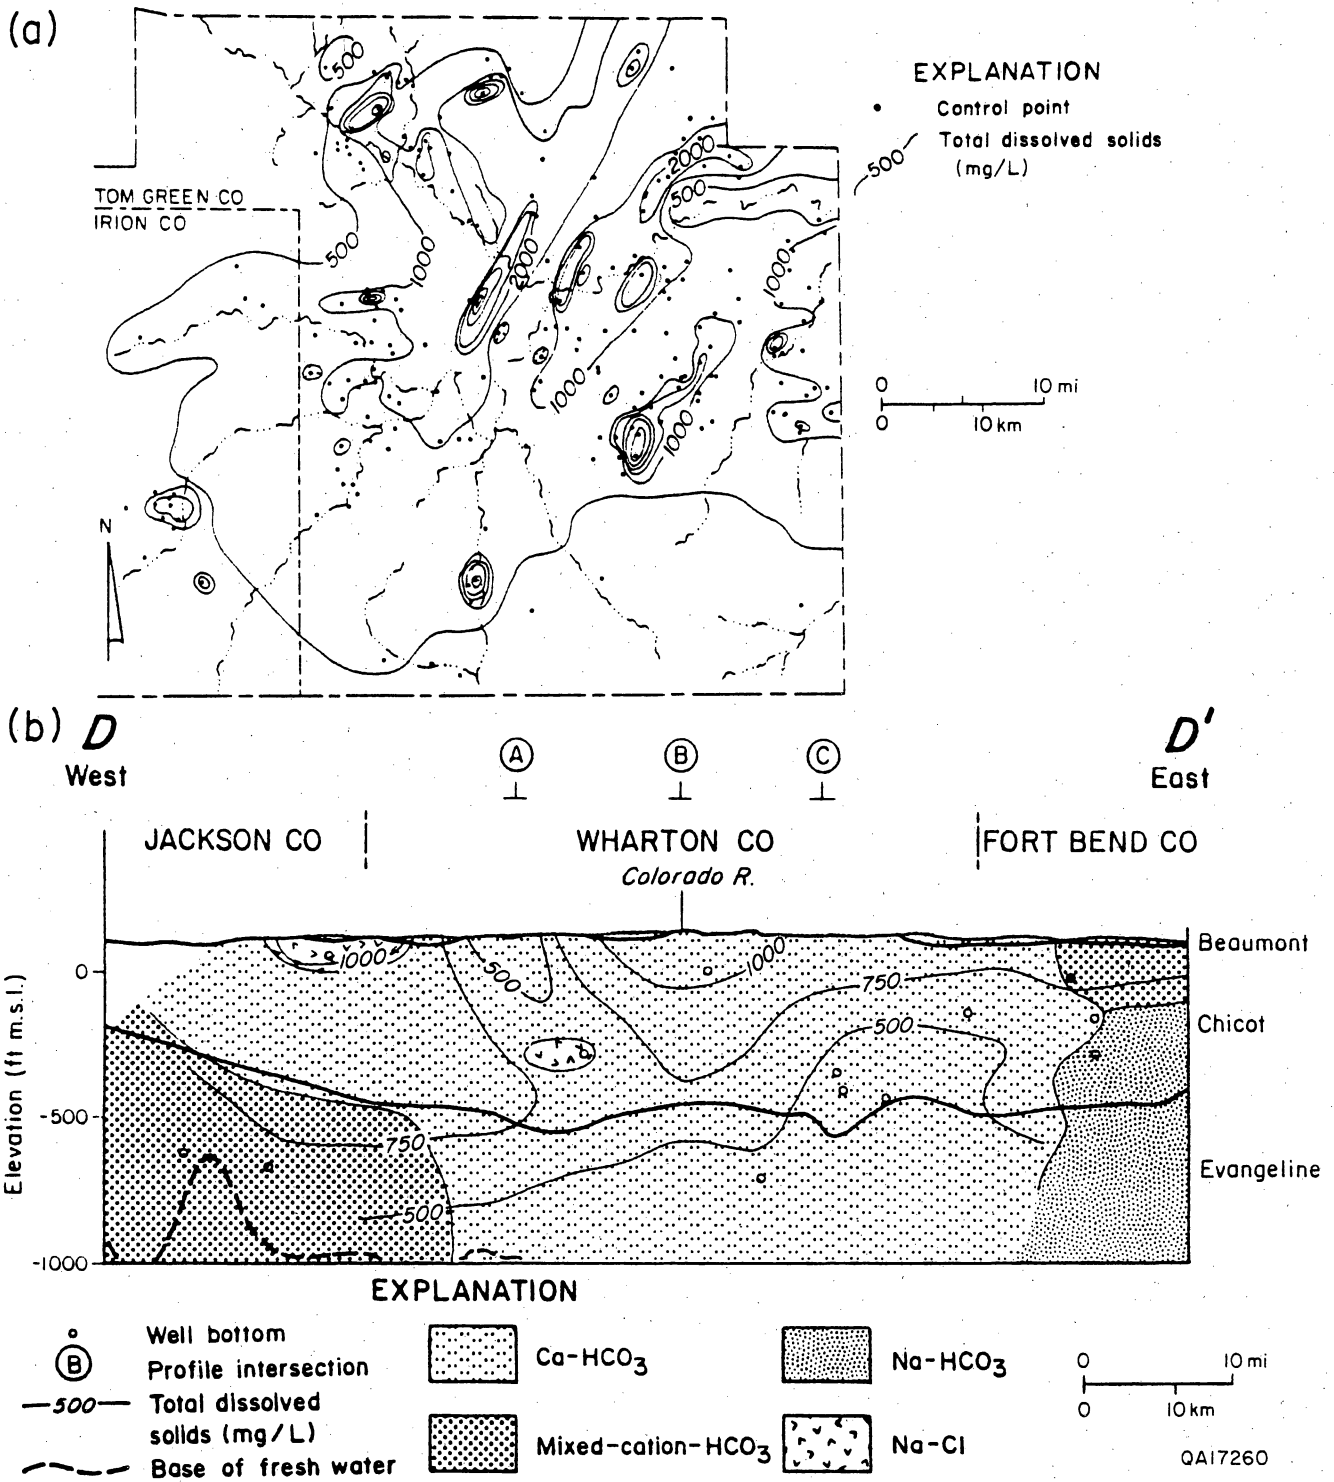 (a)
EXPLANATION
Control point
500
Total dissolved solids
(mg/L)
500
2000
500
TOM GREEN CO
IRION CO
500
1000
2000
1000
1000
1000
0 10 mi
0 10 km
N
(b) D
D'
West
East
A
B
C
JACKSON CO
WHARTON CO
FORT BEND CO
Colorado R.
Beaumont
Chicot
Evangeline
Elevation (ft m.s.l.)
0
-500
-1000
1000
500
1000
750
500
750
500
EXPLANATION
Well bottom
B Profile intersection
500 Total dissolved
solids (mg/L)
Base of fresh water
Ca-HCO3
Mixed-cation-HCO3
Na-HCO3
Na-Cl
0 10 mi
0 10 km
QA17260